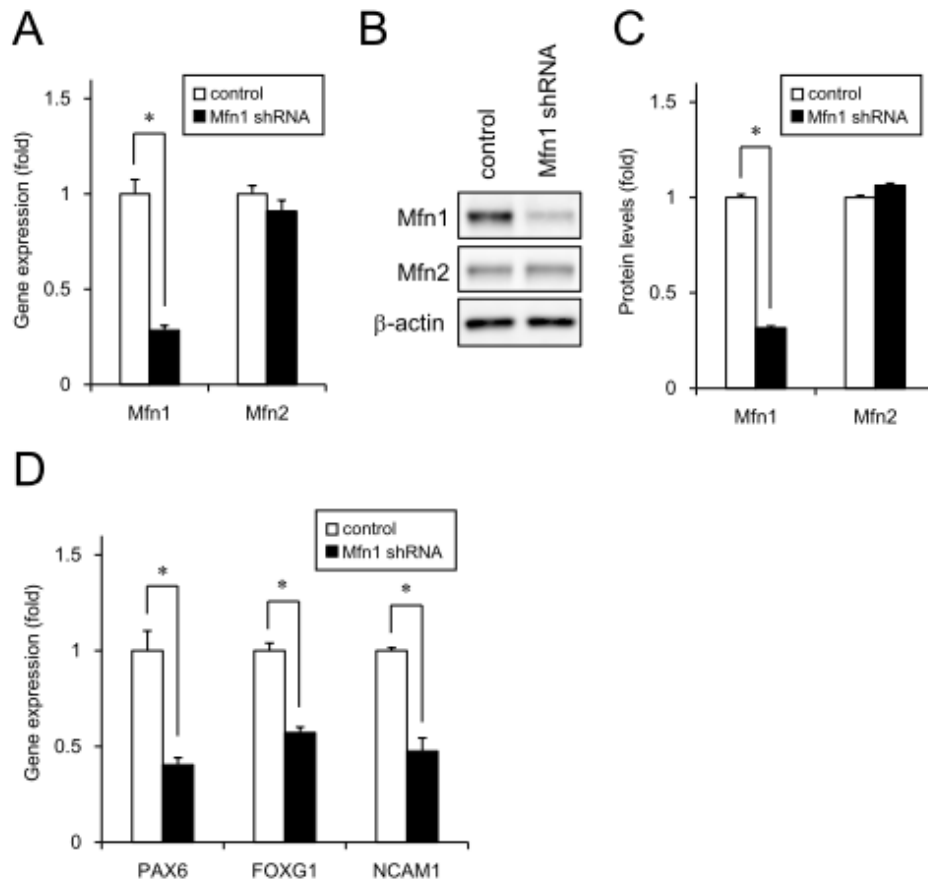 A
control
Mfn1 shRNA
Gene expression (fold)
1.5
1
0.5
0
*
Mfn1
Mfn2
B
control
Mfn1 shRNA
Mfn1
Mfn2
β-actin
C
control
Mfn1 shRNA
Protein levels (fold)
1.5
1
0.5
0
*
Mfn1
Mfn2
D
control
Mfn1 shRNA
Gene expression (fold)
1.5
1
0.5
0
*
*
*
PAX6
FOXG1
NCAM1